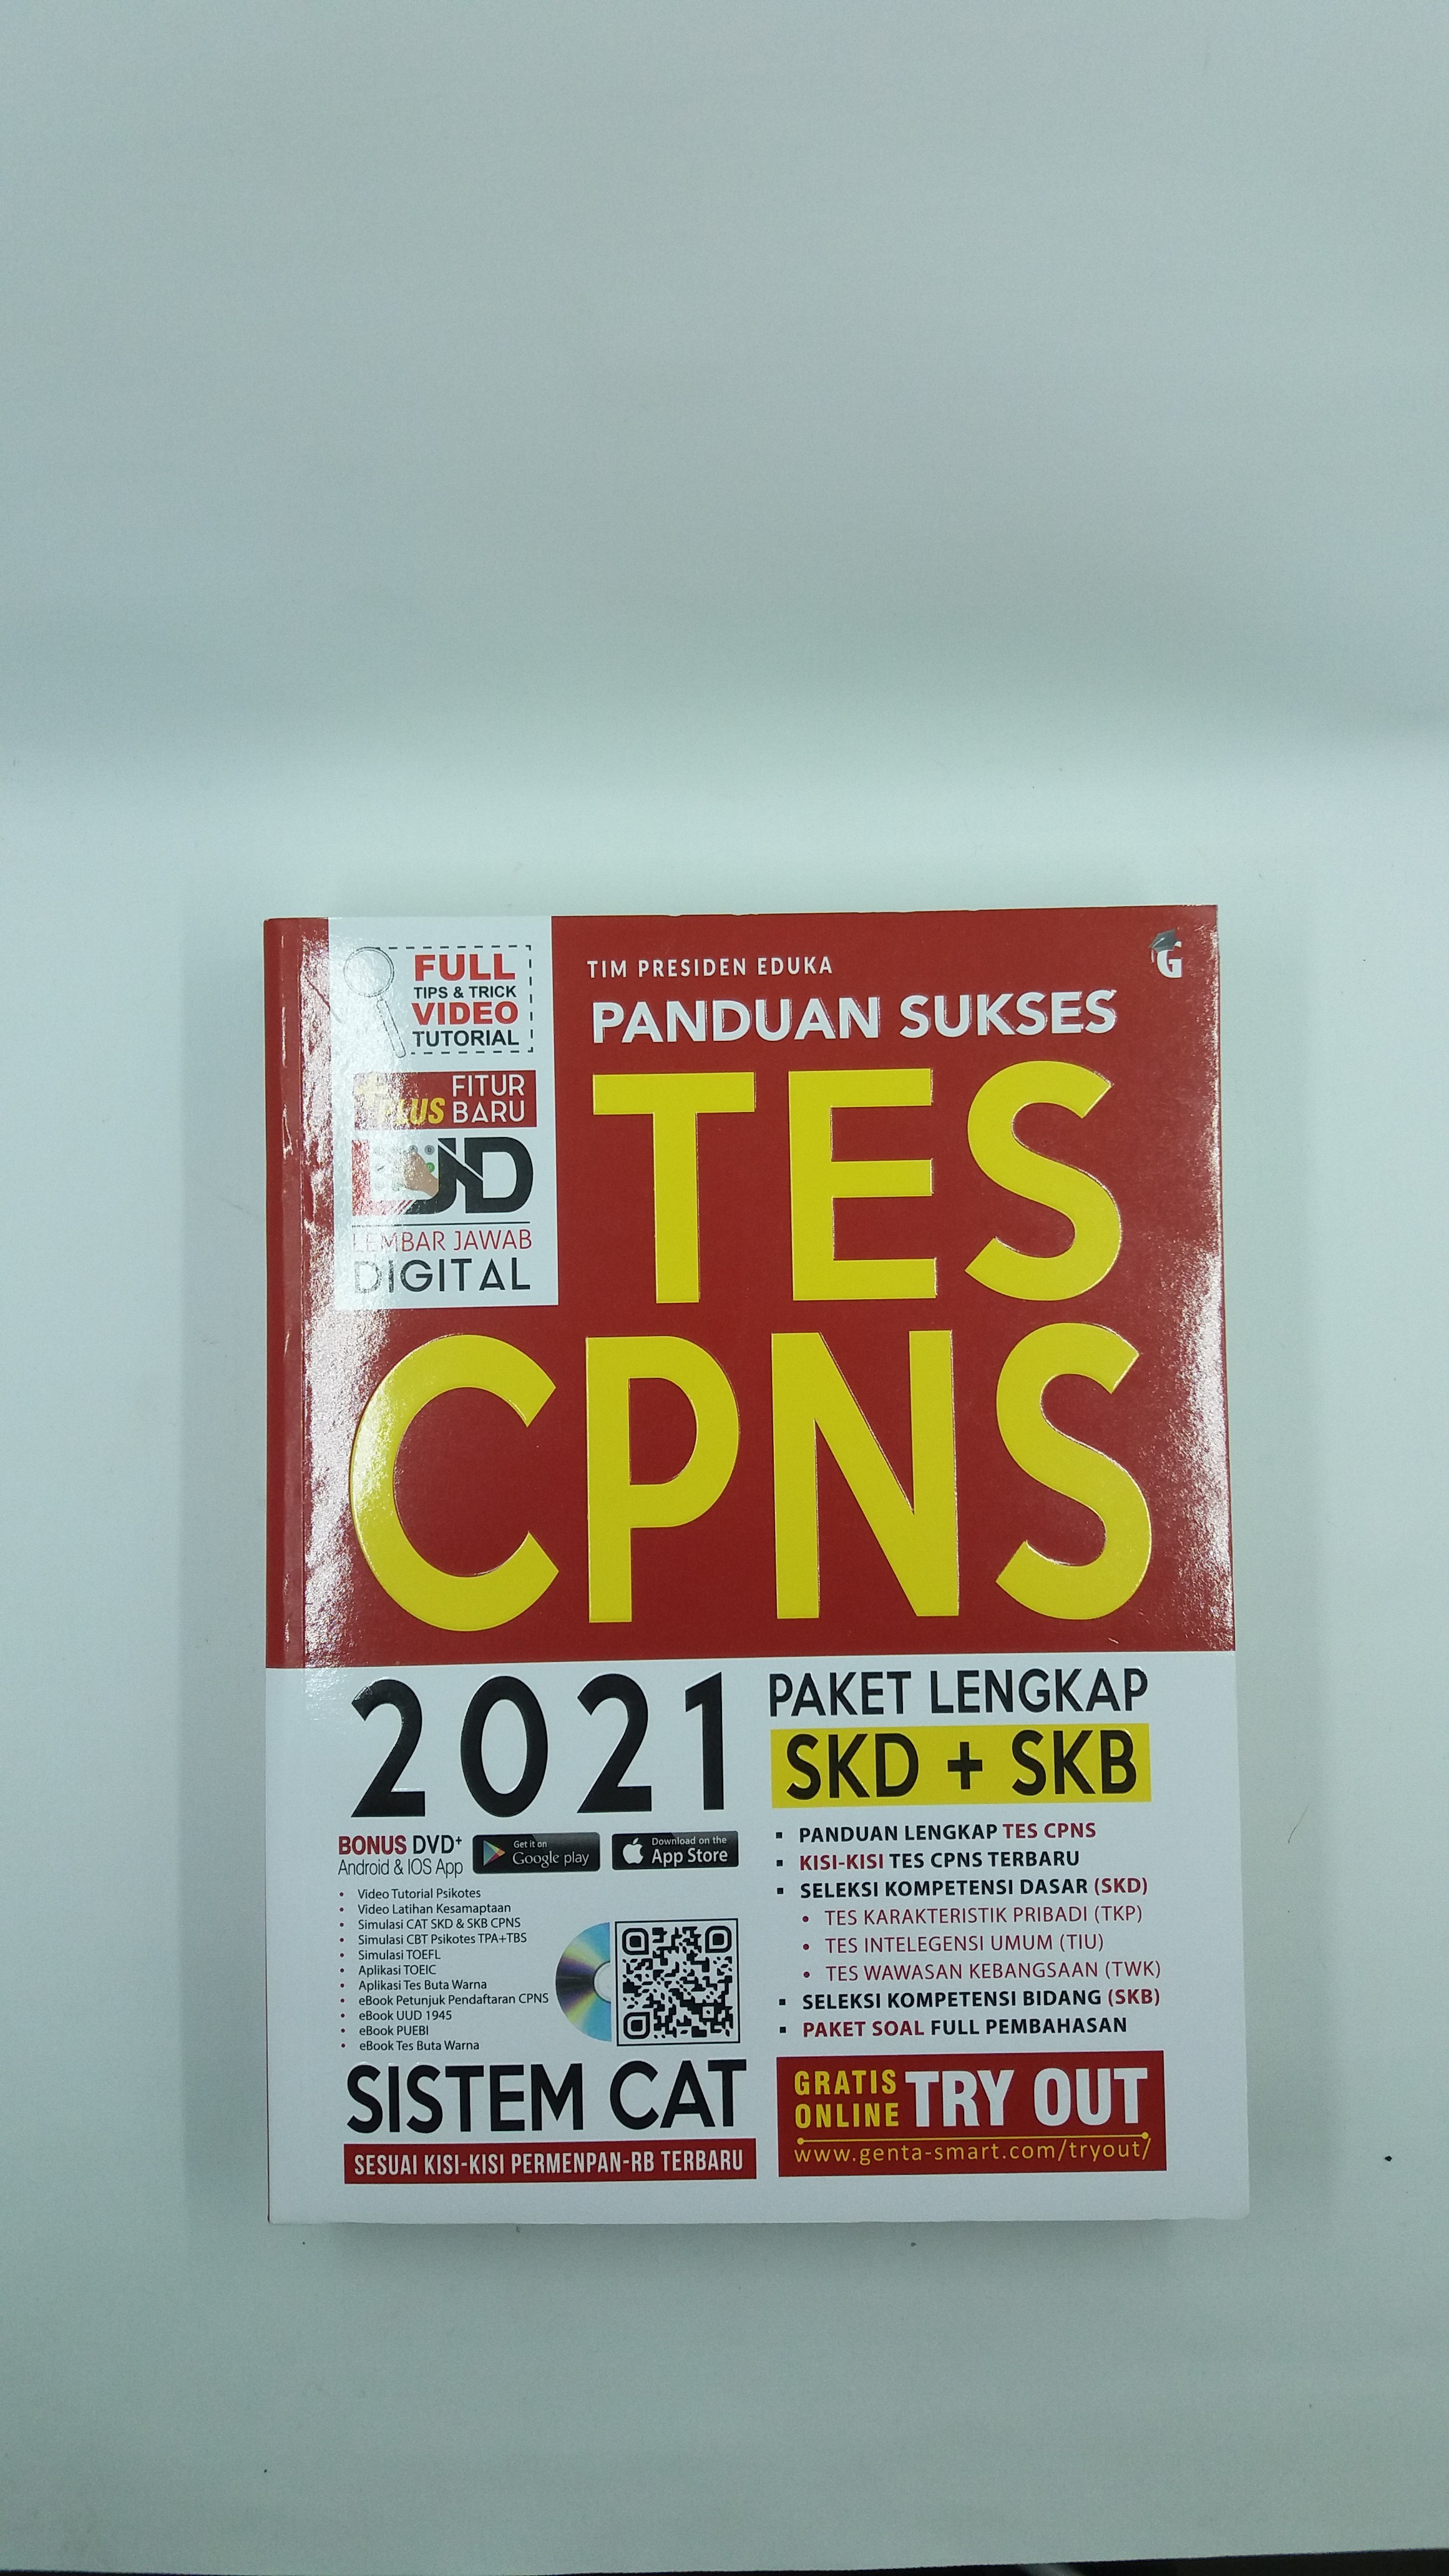 FULL
TIPS & TRICK
VIDEO
TUTORIAL
PLUS FITUR BARU
LJD
LEMBAR JAWAB
DIGITAL
TIM PRESIDEN EDUKA
G
PANDUAN SUKSES
TES
CPNS
2021
BONUS DVD+
Android & IOS App
Get it on
Google play
Download on the
App Store
• Video Tutorial Psikotes
• Video Latihan Kesamaptaan
• Simulasi CAT SKD & SKB CPNS
• Simulasi CBT Psikotes TPA+TBS
• Simulasi TOEFL
• Aplikasi TOEIC
• Aplikasi Tes Buta Warna
• eBook Petunjuk Pendaftaran CPNS
• eBook UUD 1945
• eBook PUEBI
• eBook Tes Buta Warna
SISTEM CAT
SESUAI KISI-KISI PERMENPAN-RB TERBARU
PAKET LENGKAP
SKD + SKB
▪ PANDUAN LENGKAP TES CPNS
▪ KISI-KISI TES CPNS TERBARU
▪ SELEKSI KOMPETENSI DASAR (SKD)
• TES KARAKTERISTIK PRIBADI (TKP)
• TES INTELEGENSI UMUM (TIU)
• TES WAWASAN KEBANGSAAN (TWK)
▪ SELEKSI KOMPETENSI BIDANG (SKB)
▪ PAKET SOAL FULL PEMBAHASAN
GRATIS
ONLINE
TRY OUT
www.genta-smart.com/tryout/